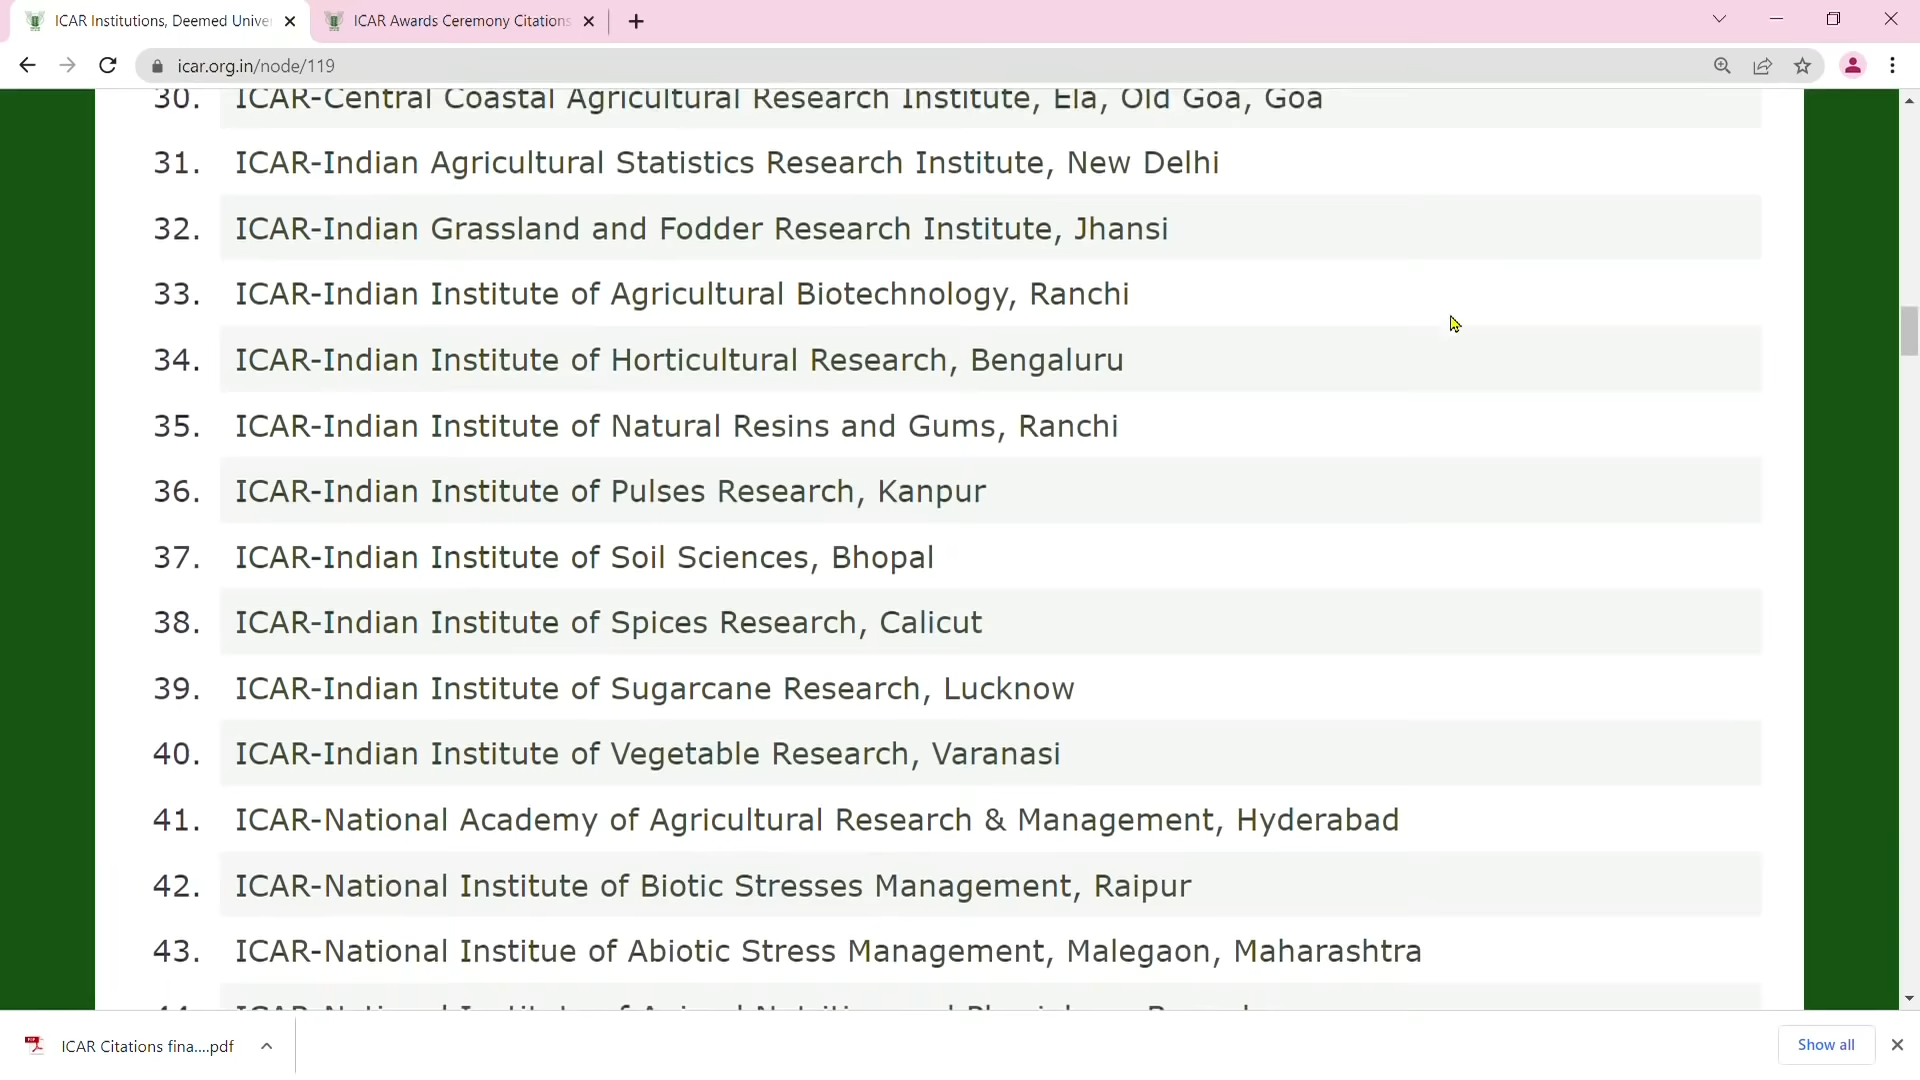 ICAR Institutions, Deemed Unive
ICAR Awards Ceremony Citations
icar.org.in/node/119
30. ICAR-Central Coastal Agricultural Research Institute, Ela, Old Goa, Goa
31. ICAR-Indian Agricultural Statistics Research Institute, New Delhi
32. ICAR-Indian Grassland and Fodder Research Institute, Jhansi
33. ICAR-Indian Institute of Agricultural Biotechnology, Ranchi
34. ICAR-Indian Institute of Horticultural Research, Bengaluru
35. ICAR-Indian Institute of Natural Resins and Gums, Ranchi
36. ICAR-Indian Institute of Pulses Research, Kanpur
37. ICAR-Indian Institute of Soil Sciences, Bhopal
38. ICAR-Indian Institute of Spices Research, Calicut
39. ICAR-Indian Institute of Sugarcane Research, Lucknow
40. ICAR-Indian Institute of Vegetable Research, Varanasi
41. ICAR-National Academy of Agricultural Research & Management, Hyderabad
42. ICAR-National Institute of Biotic Stresses Management, Raipur
43. ICAR-National Institue of Abiotic Stress Management, Malegaon, Maharashtra
ICAR Citations fina....pdf
Show all